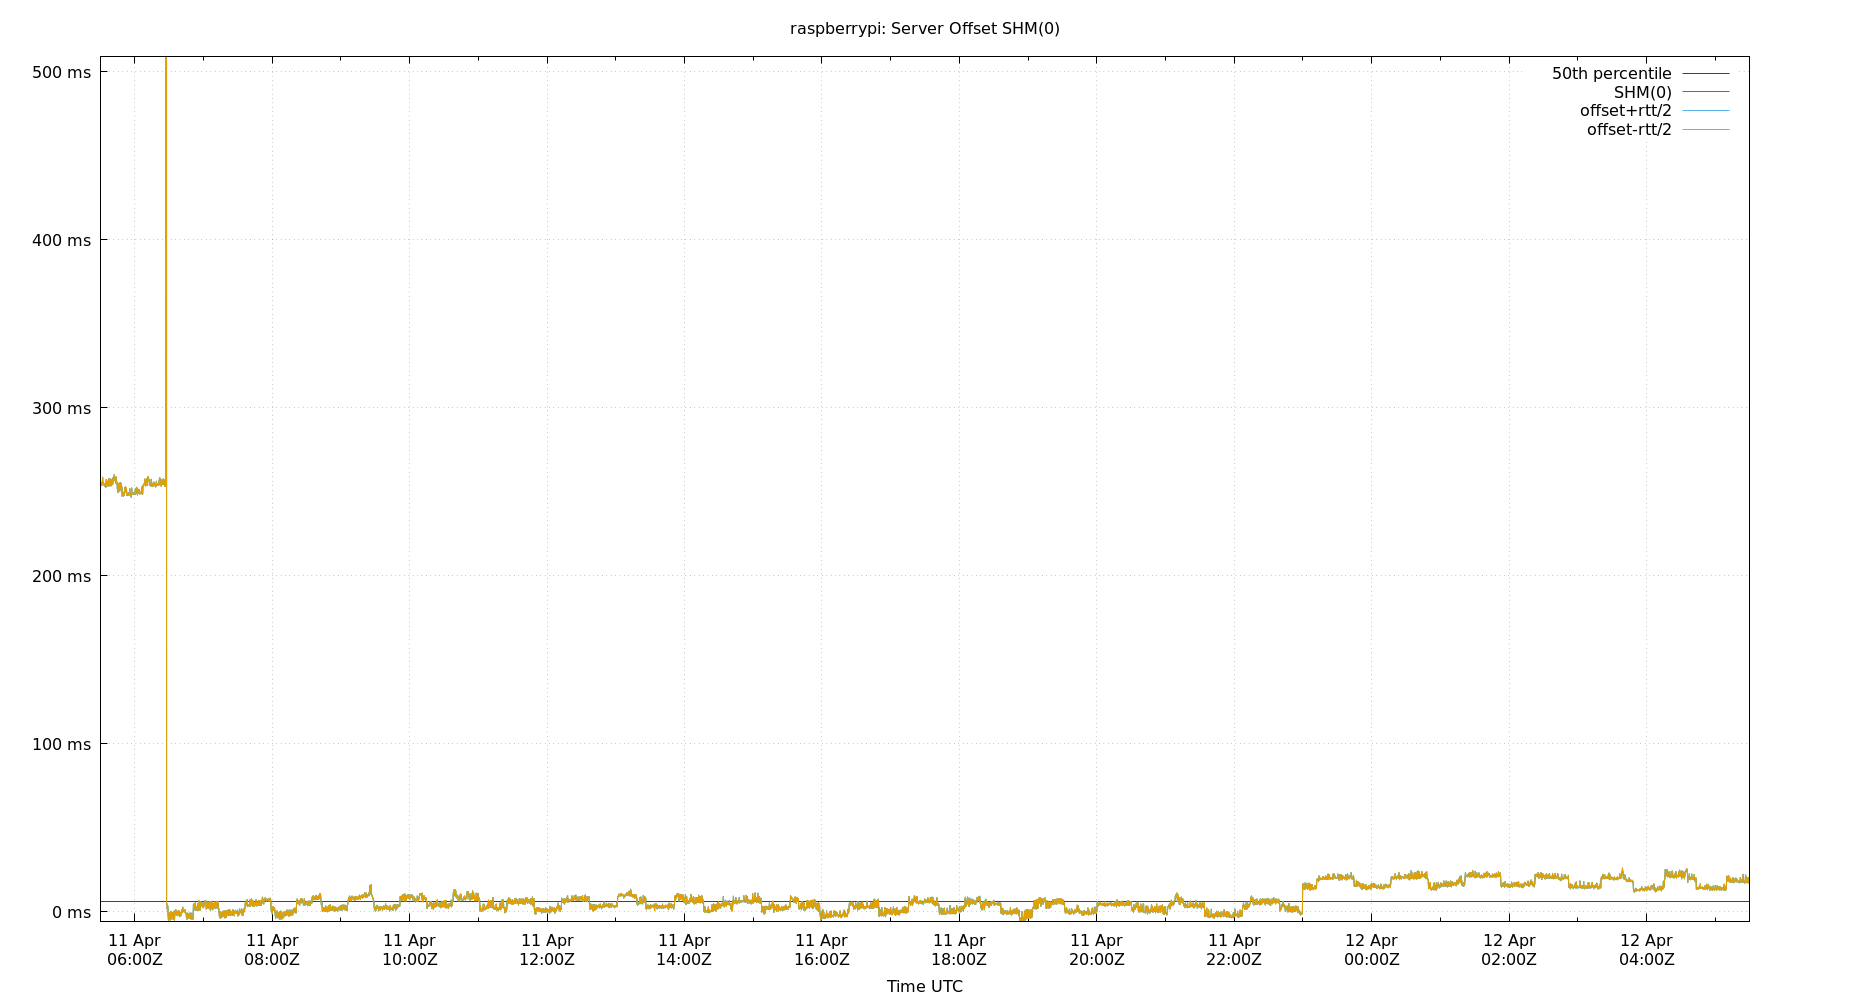 raspberrypi: Server Offset SHM(0)
500 ms
400 ms
300 ms
200 ms
100 ms
0 ms
50th percentile
SHM(0)
offset+rtt/2
offset-rtt/2
11 Apr 11 Apr 11 Apr 11 Apr 11 Apr 11 Apr 11 Apr 11 Apr 11 Apr 12 Apr 12 Apr 12 Apr
06:00Z 08:00Z 10:00Z 12:00Z 14:00Z 16:00Z 18:00Z 20:00Z 22:00Z 00:00Z 02:00Z 04:00Z
Time UTC